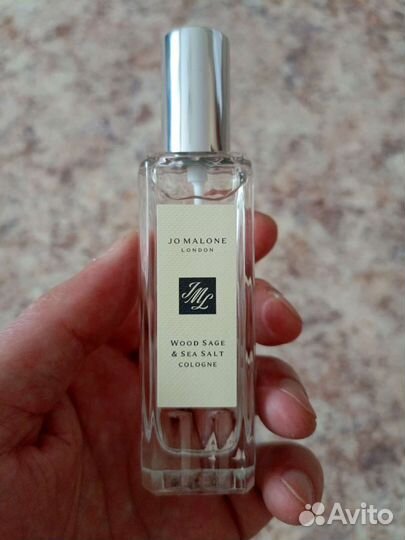 JO MALONE
LONDON
JML
WOOD SAGE
& SEA SALT
COLOGNE
Avito